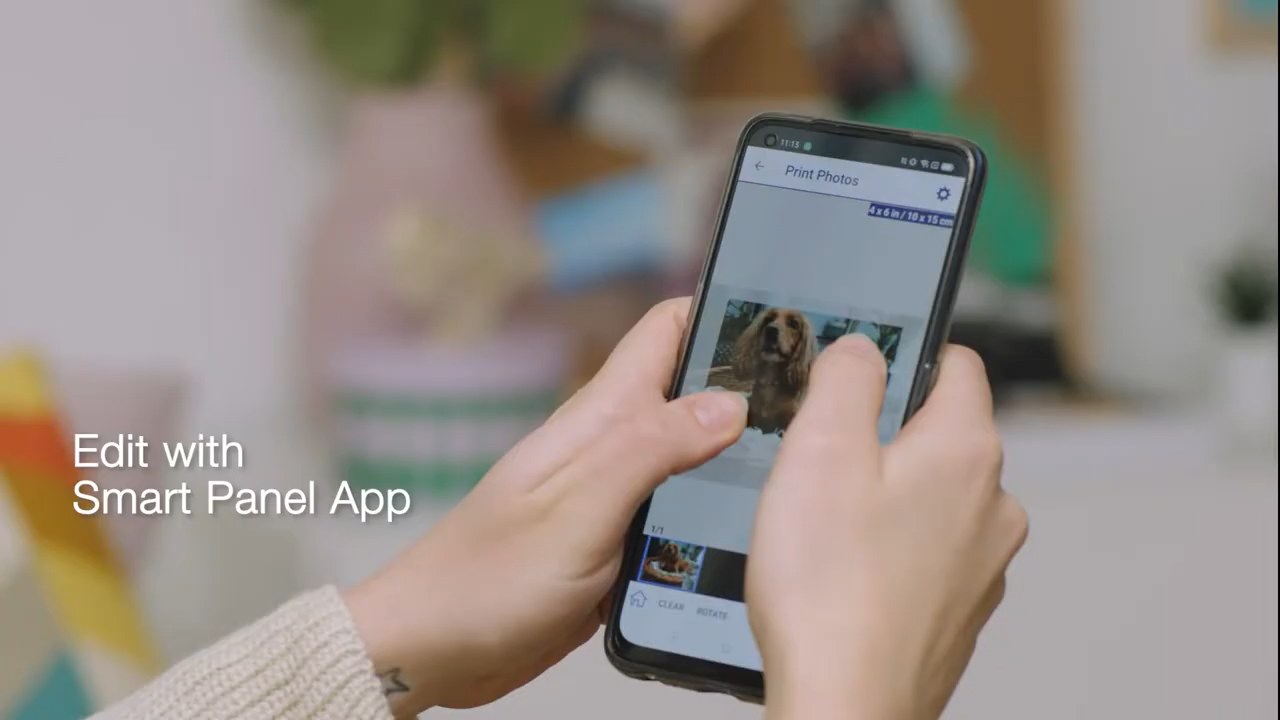 11:15
Print Photos
4 x 6 in / 10 x 15 cm
Edit with
Smart Panel App
1/1
CLEAR ROTATE